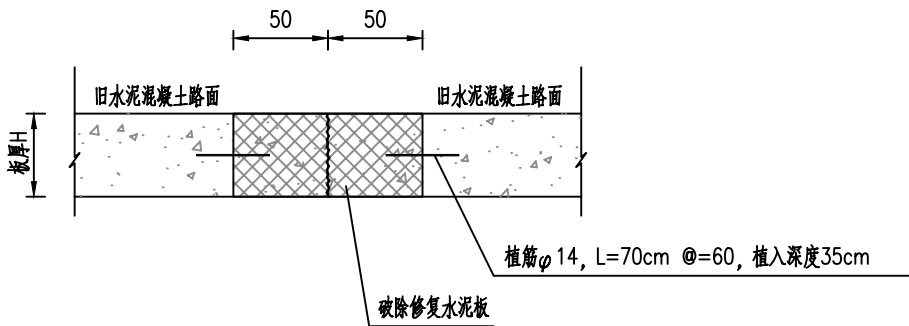 50 50
旧水泥混凝土路面 旧水泥混凝土路面
板厚H
植筋φ14, L=70cm @=60, 植入深度35cm
破除修复水泥板